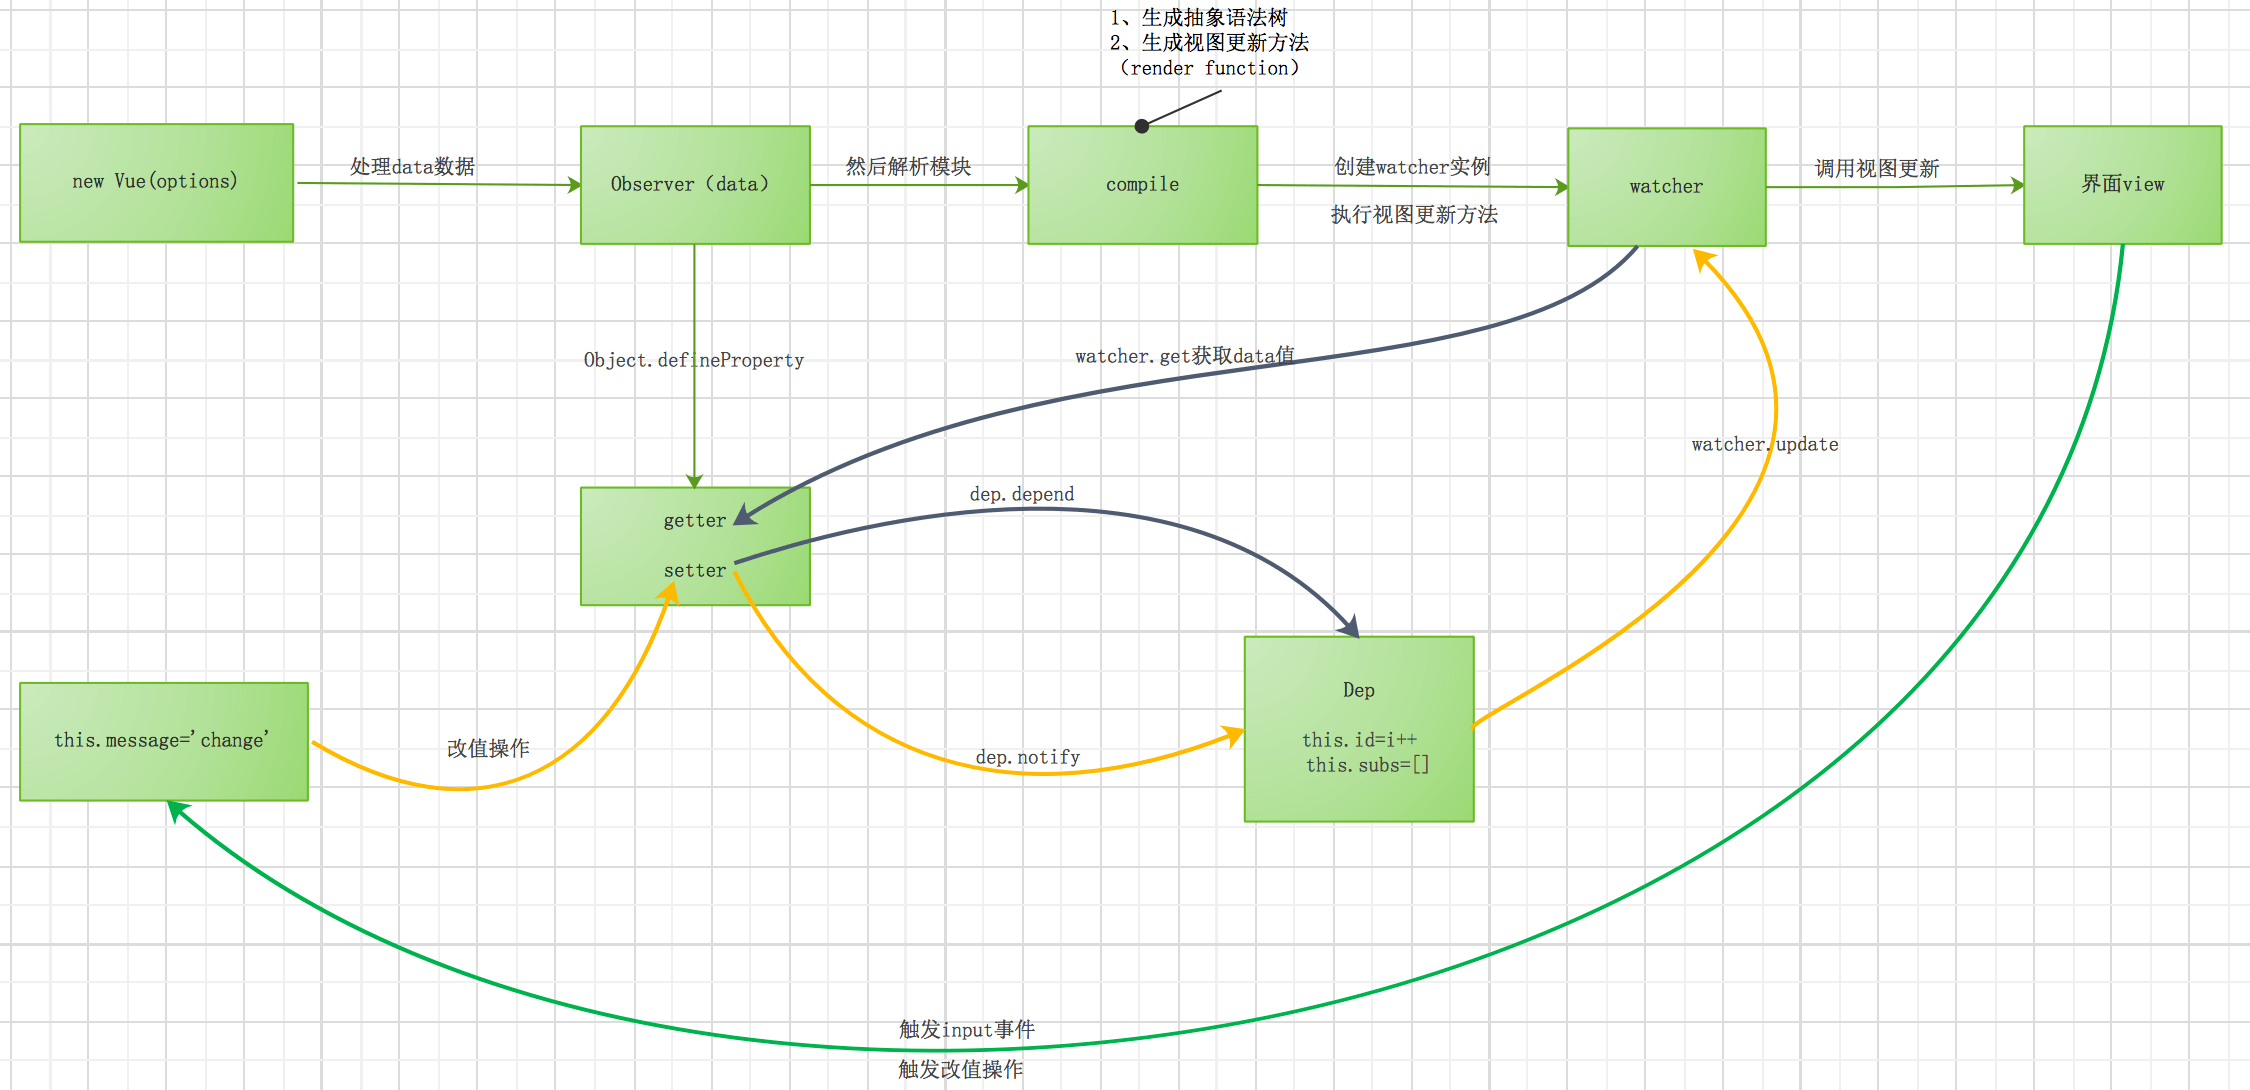 1、生成抽象语法树
2、生成视图更新方法
（render function）
new Vue(options)
处理data数据
Observer（data）
然后解析模块
compile
创建watcher实例
执行视图更新方法
watcher
调用视图更新
界面view
Object.defineProperty
watcher.get获取data值
watcher.update
getter
setter
dep.depend
Dep
this.id=i++
this.subs=[]
this.message='change'
改值操作
dep.notify
触发input事件
触发改值操作